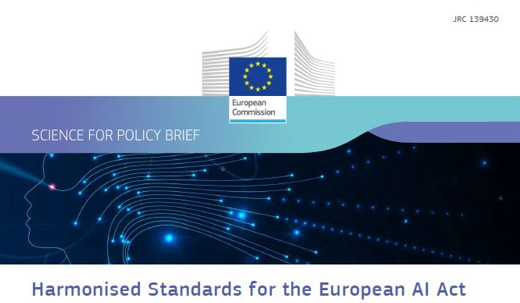 JRC 139430
European
Commission
SCIENCE FOR POLICY BRIEF
Harmonised Standards for the European AI Act